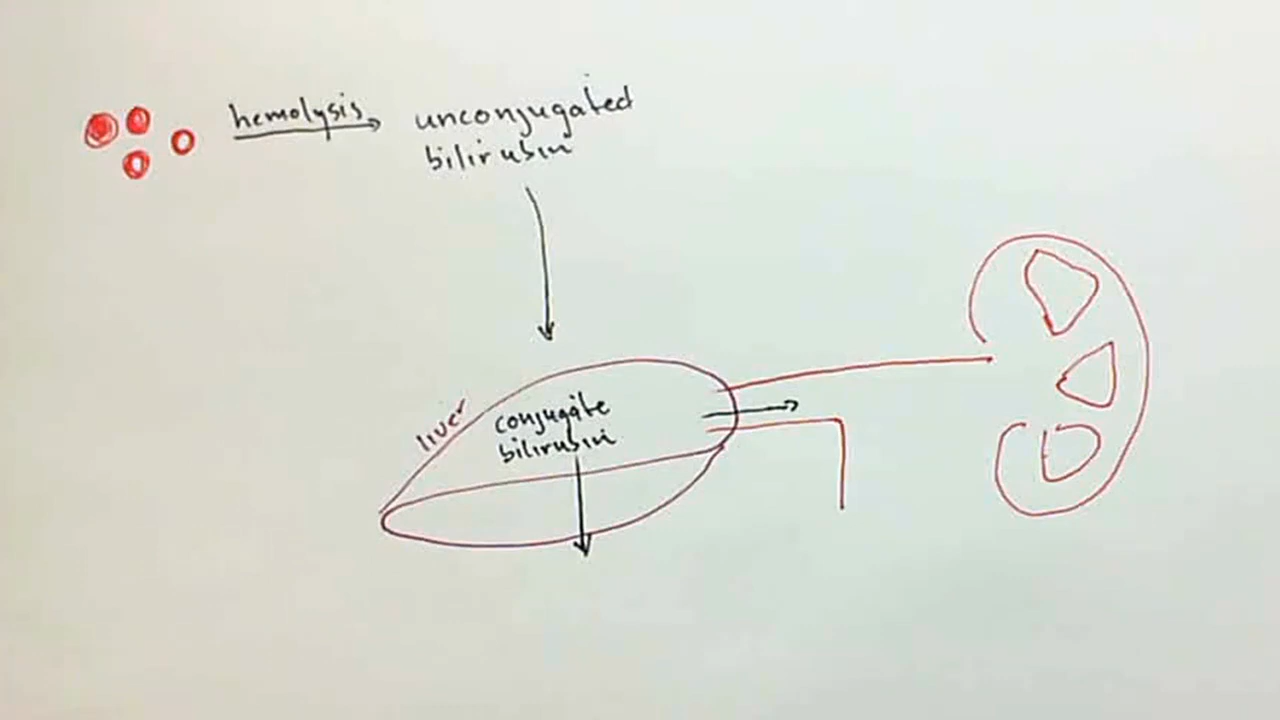 hemolysis
unconjugated
bilirubin
liver
conjugate
bilirubin